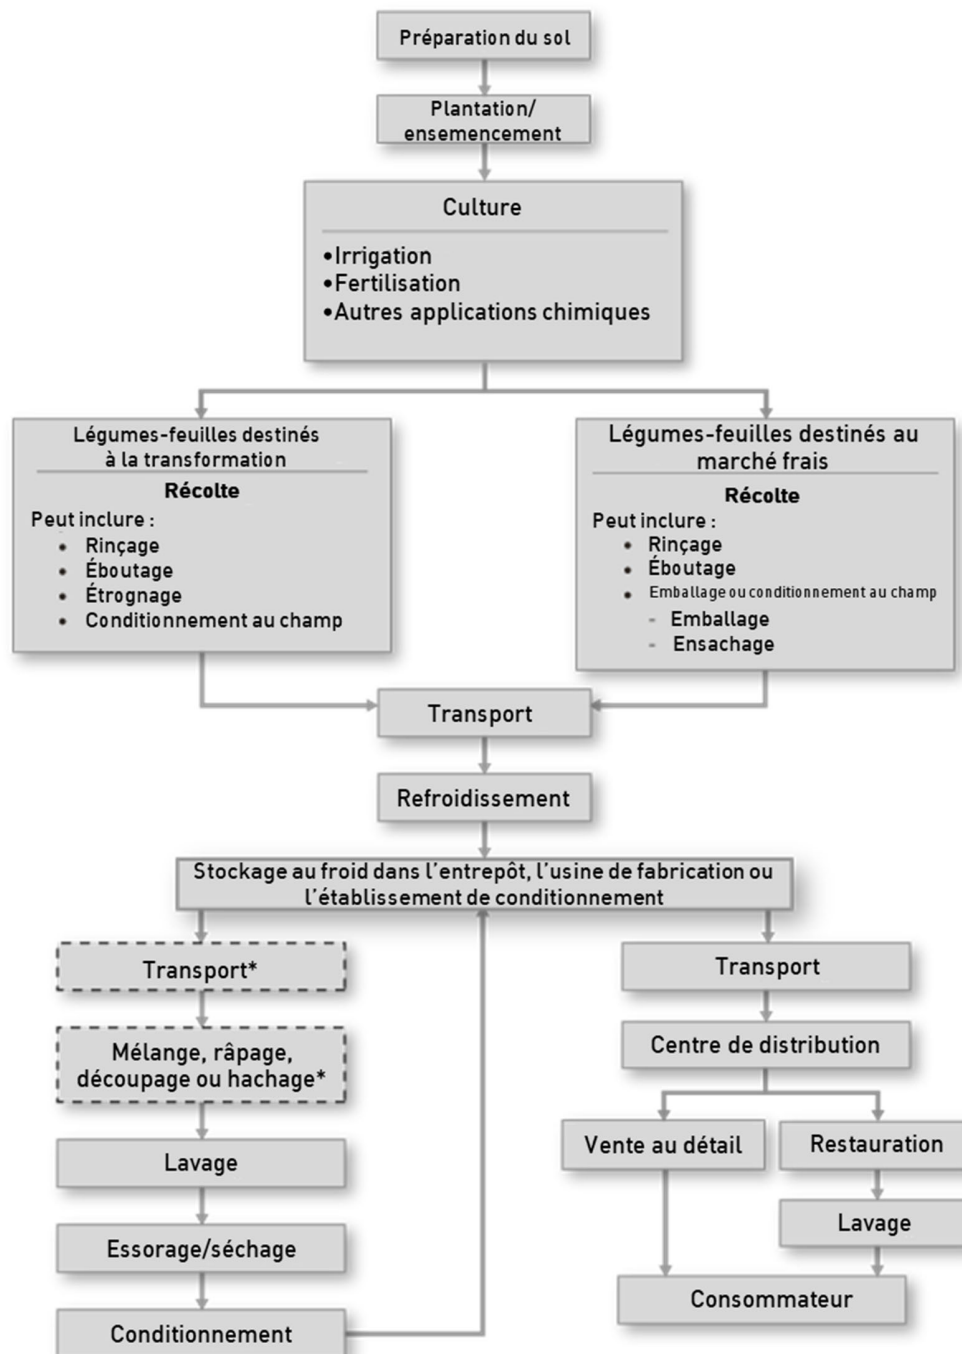 Préparation du sol
Plantation/
ensemencement
Culture
•Irrigation
•Fertilisation
•Autres applications chimiques
Légumes-feuilles destinés
à la transformation
Récolte
Peut inclure :
• Rinçage
• Éboutage
• Étrognage
• Conditionnement au champ
Légumes-feuilles destinés au
marché frais
Récolte
Peut inclure :
• Rinçage
• Éboutage
• Emballage ou conditionnement au champ
- Emballage
- Ensachage
Transport
Refroidissement
Stockage au froid dans l'entrepôt, l'usine de fabrication ou
l'établissement de conditionnement
Transport*
Mélange, râpage,
découpage ou hachage*
Lavage
Essorage/séchage
Conditionnement
Transport
Centre de distribution
Vente au détail
Restauration
Lavage
Consommateur